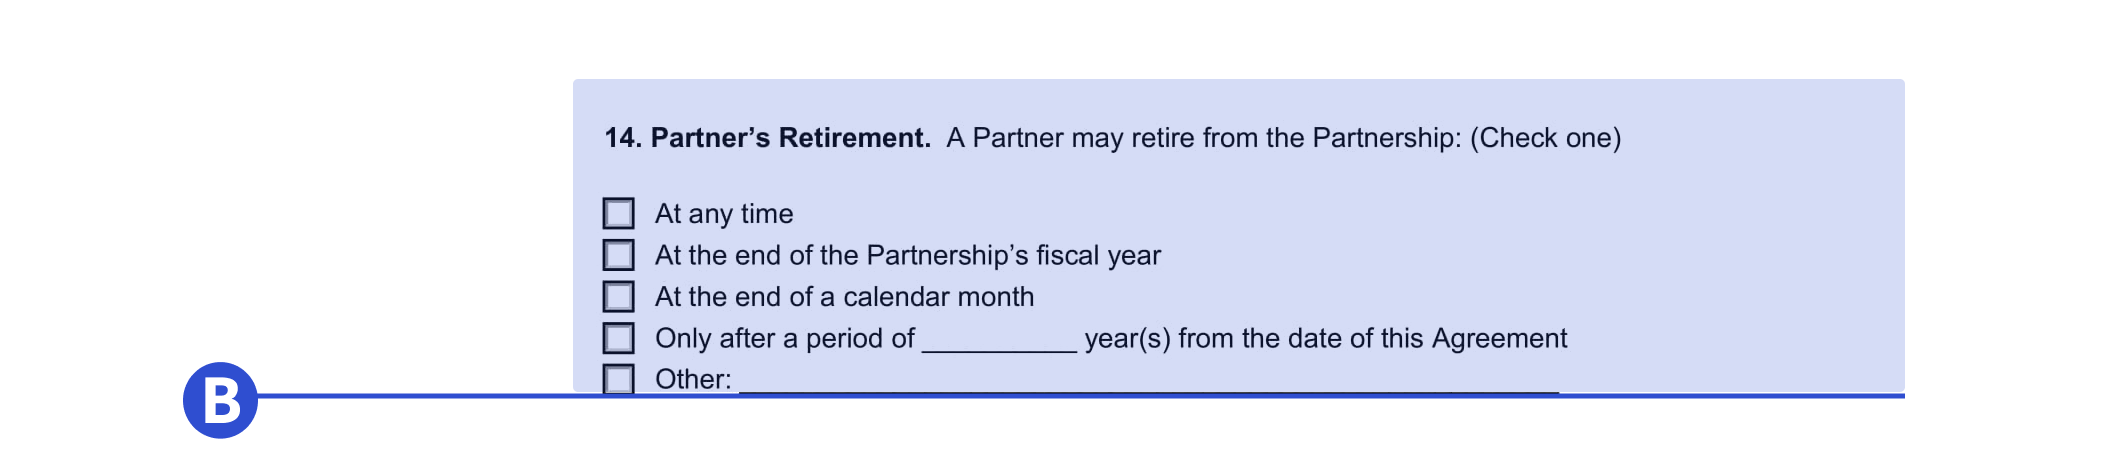 14. Partner’s Retirement. A Partner may retire from the Partnership: (Check one)
At any time
At the end of the Partnership’s fiscal year
At the end of a calendar month
Only after a period of __________ year(s) from the date of this Agreement
Other: _____________________________________________________
B